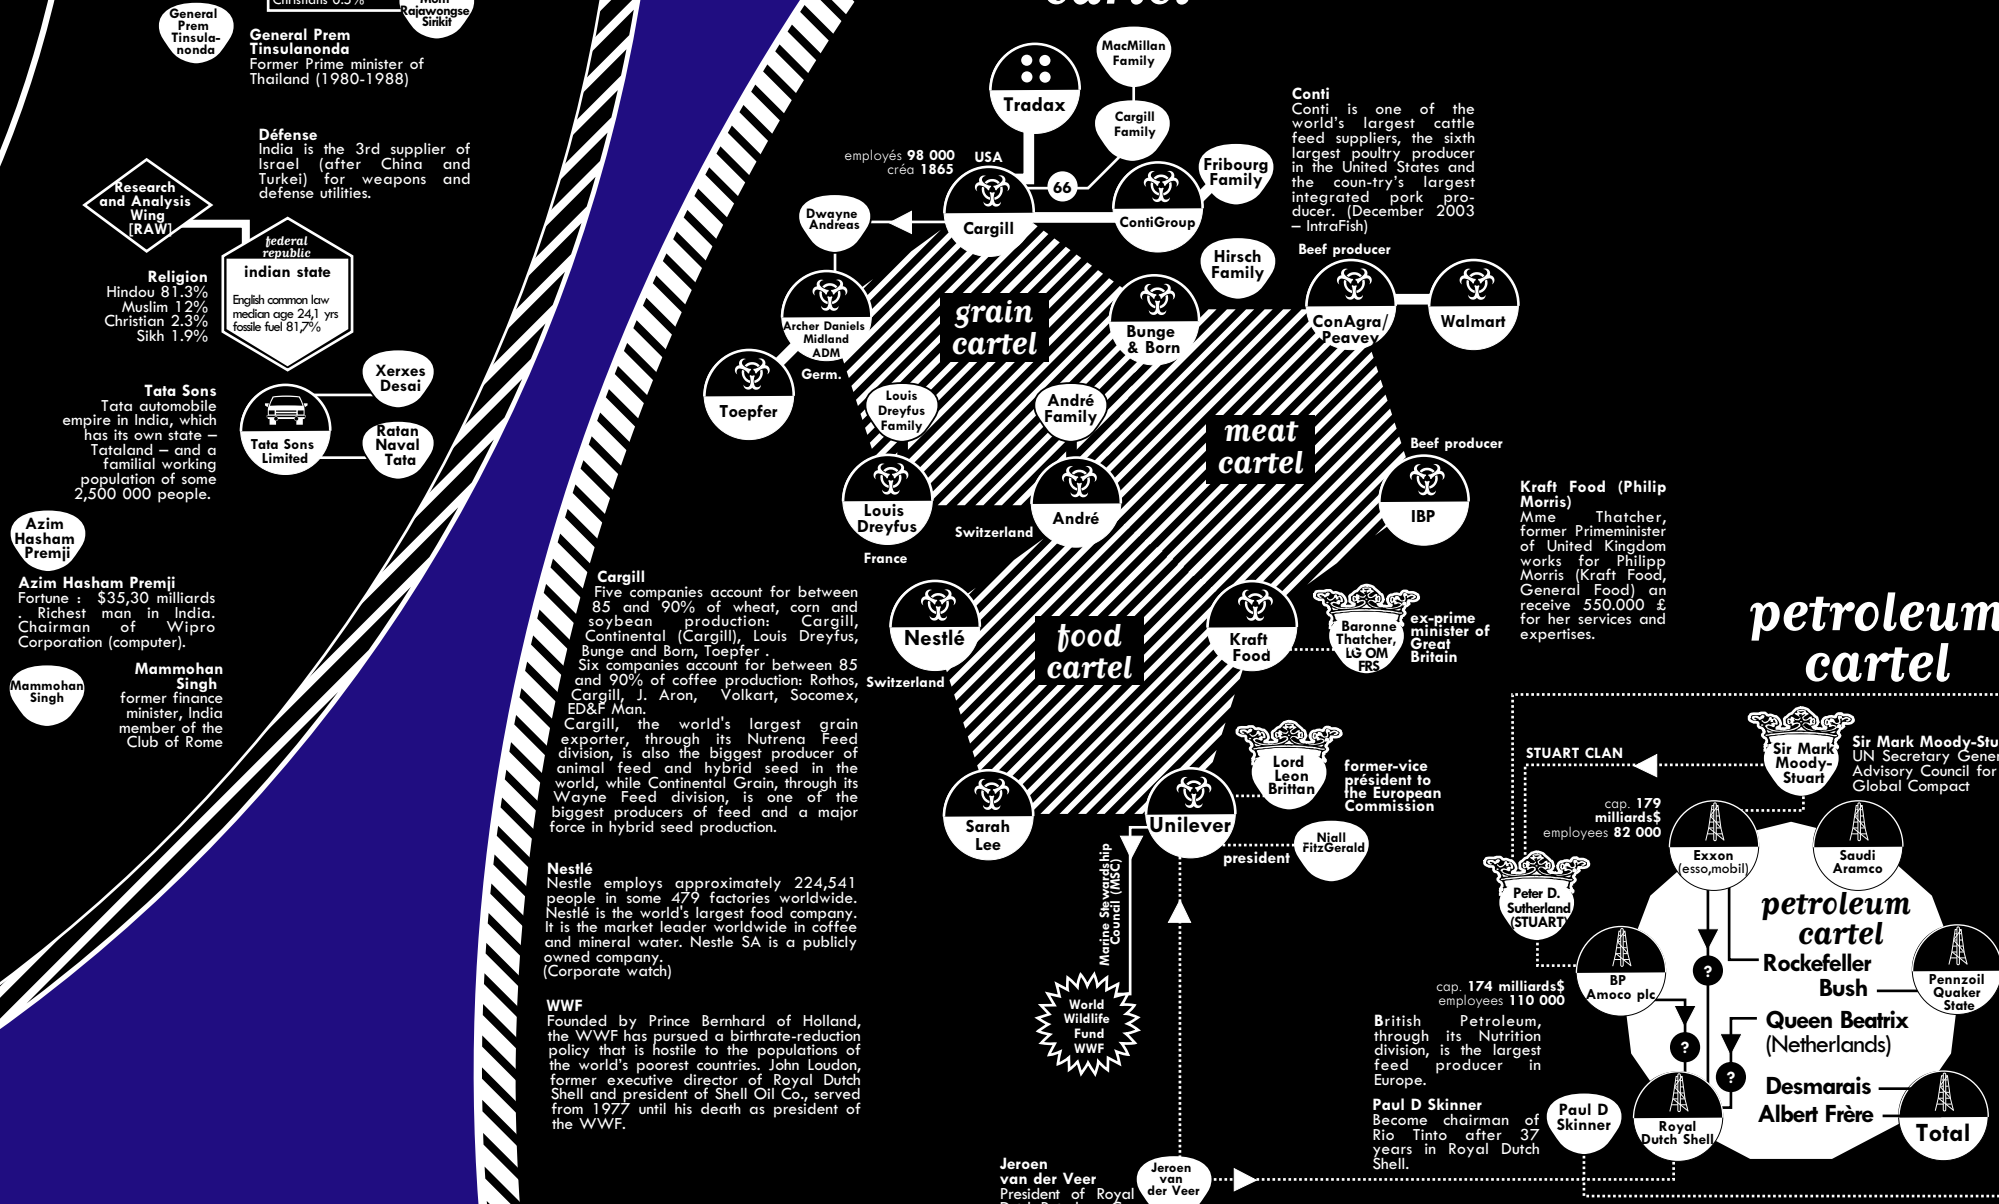 Christians 0.5%
Mom
Rajawongse
Sirikit
General
Prem
Tinsula-
nonda
General Prem
Tinsulanonda
Former Prime minister of
Thailand (1980-1988)
Défense
India is the 3rd supplier of
Israel (after China and
Turkei) for weapons and
defense utilities.
Research
and Analysis
Wing
[RAW]
federal
republic
indian state
English common law
median age 24,1 yrs
fossile fuel 81,7%
Religion
Hindou 81.3%
Muslim 12%
Christian 2.3%
Sikh 1.9%
Tata Sons
Tata automobile
empire in India, which
has its own state –
Tataland – and a
familial working
population of some
2,500 000 people.
Tata Sons
Limited
Xerxes
Desai
Ratan
Naval
Tata
Azim
Hasham
Premji
Azim Hasham Premji
Fortune : $35,30 milliards
. Richest man in India.
Chairman of Wipro
Corporation (computer).
Mammohan
Singh
Mammohan
Singh
former finance
minister, India
member of the
Club of Rome
cartel
Tradax
MacMillan
Family
Cargill
Family
employés 98 000
créa 1865
USA
66
Fribourg
Family
Dwayne
Andreas
Cargill
ContiGroup
Hirsch
Family
Conti
Conti is one of the
world's largest cattle
feed suppliers, the sixth
largest poultry producer
in the United States and
the coun-try's largest
integrated pork pro-
ducer. (December 2003
– IntraFish)
Beef producer
ConAgra/
Peavey
Walmart
Archer Daniels
Midland
ADM
Germ.
Toepfer
grain
cartel
Bunge
& Born
Louis
Dreyfus
Family
André
Family
meat
cartel
Beef producer
IBP
Louis
Dreyfus
France
Switzerland
André
Kraft Food (Philip
Morris)
Mme Thatcher,
former Primeminister
of United Kingdom
works for Philipp
Morris (Kraft Food,
General Food) an
receive 550.000 £
for her services and
expertises.
Cargill
Five companies account for between
85 and 90% of wheat, corn and
soybean production: Cargill,
Continental (Cargill), Louis Dreyfus,
Bunge and Born, Toepfer .
Six companies account for between 85
and 90% of coffee production: Rothos,
Cargill, J. Aron, Volkart, Socomex,
ED&F Man.
Cargill, the world's largest grain
exporter, through its Nutrena Feed
division, is also the biggest producer of
animal feed and hybrid seed in the
world, while Continental Grain, through its
Wayne Feed division, is one of the
biggest producers of feed and a major
force in hybrid seed production.
Nestlé
Switzerland
food
cartel
Kraft
Food
Baronne
Thatcher,
LG OM
FRS
ex-prime
minister of
Great
Britain
Lord
Leon
Brittan
former-vice
président to
the European
Commission
Sarah
Lee
Unilever
president
Niall
FitzGerald
Marine Stewardship
Council (MSC)
World
Wildlife
Fund
WWF
Nestlé
Nestle employs approximately 224,541
people in some 479 factories worldwide.
Nestlé is the world's largest food company.
It is the market leader worldwide in coffee
and mineral water. Nestle SA is a publicly
owned company.
(Corporate watch)
WWF
Founded by Prince Bernhard of Holland,
the WWF has pursued a birthrate-reduction
policy that is hostile to the populations of
the world's poorest countries. John Loudon,
former executive director of Royal Dutch
Shell and president of Shell Oil Co., served
from 1977 until his death as president of
the WWF.
Jeroen
van der Veer
President of Royal
Jeroen
van
der Veer
petroleum
cartel
STUART CLAN
Sir Mark
Moody-
Stuart
Sir Mark Moody-Stu
UN Secretary Gener
Advisory Council for
Global Compact
cap. 179
milliards$
employees 82 000
Exxon
(esso,mobil)
Saudi
Aramco
Peter D.
Sutherland
(STUART)
petroleum
cartel
BP
Amoco plc
cap. 174 milliards$
employees 110 000
?
Rockefeller
Bush
Pennzoil
Quaker
State
Queen Beatrix
(Netherlands)
?
?
Desmarais
Albert Frère
British Petroleum,
through its Nutrition
division, is the largest
feed producer in
Europe.
Paul D Skinner
Become chairman of
Rio Tinto after 37
years in Royal Dutch
Shell.
Paul D
Skinner
Royal
Dutch Shell
Total